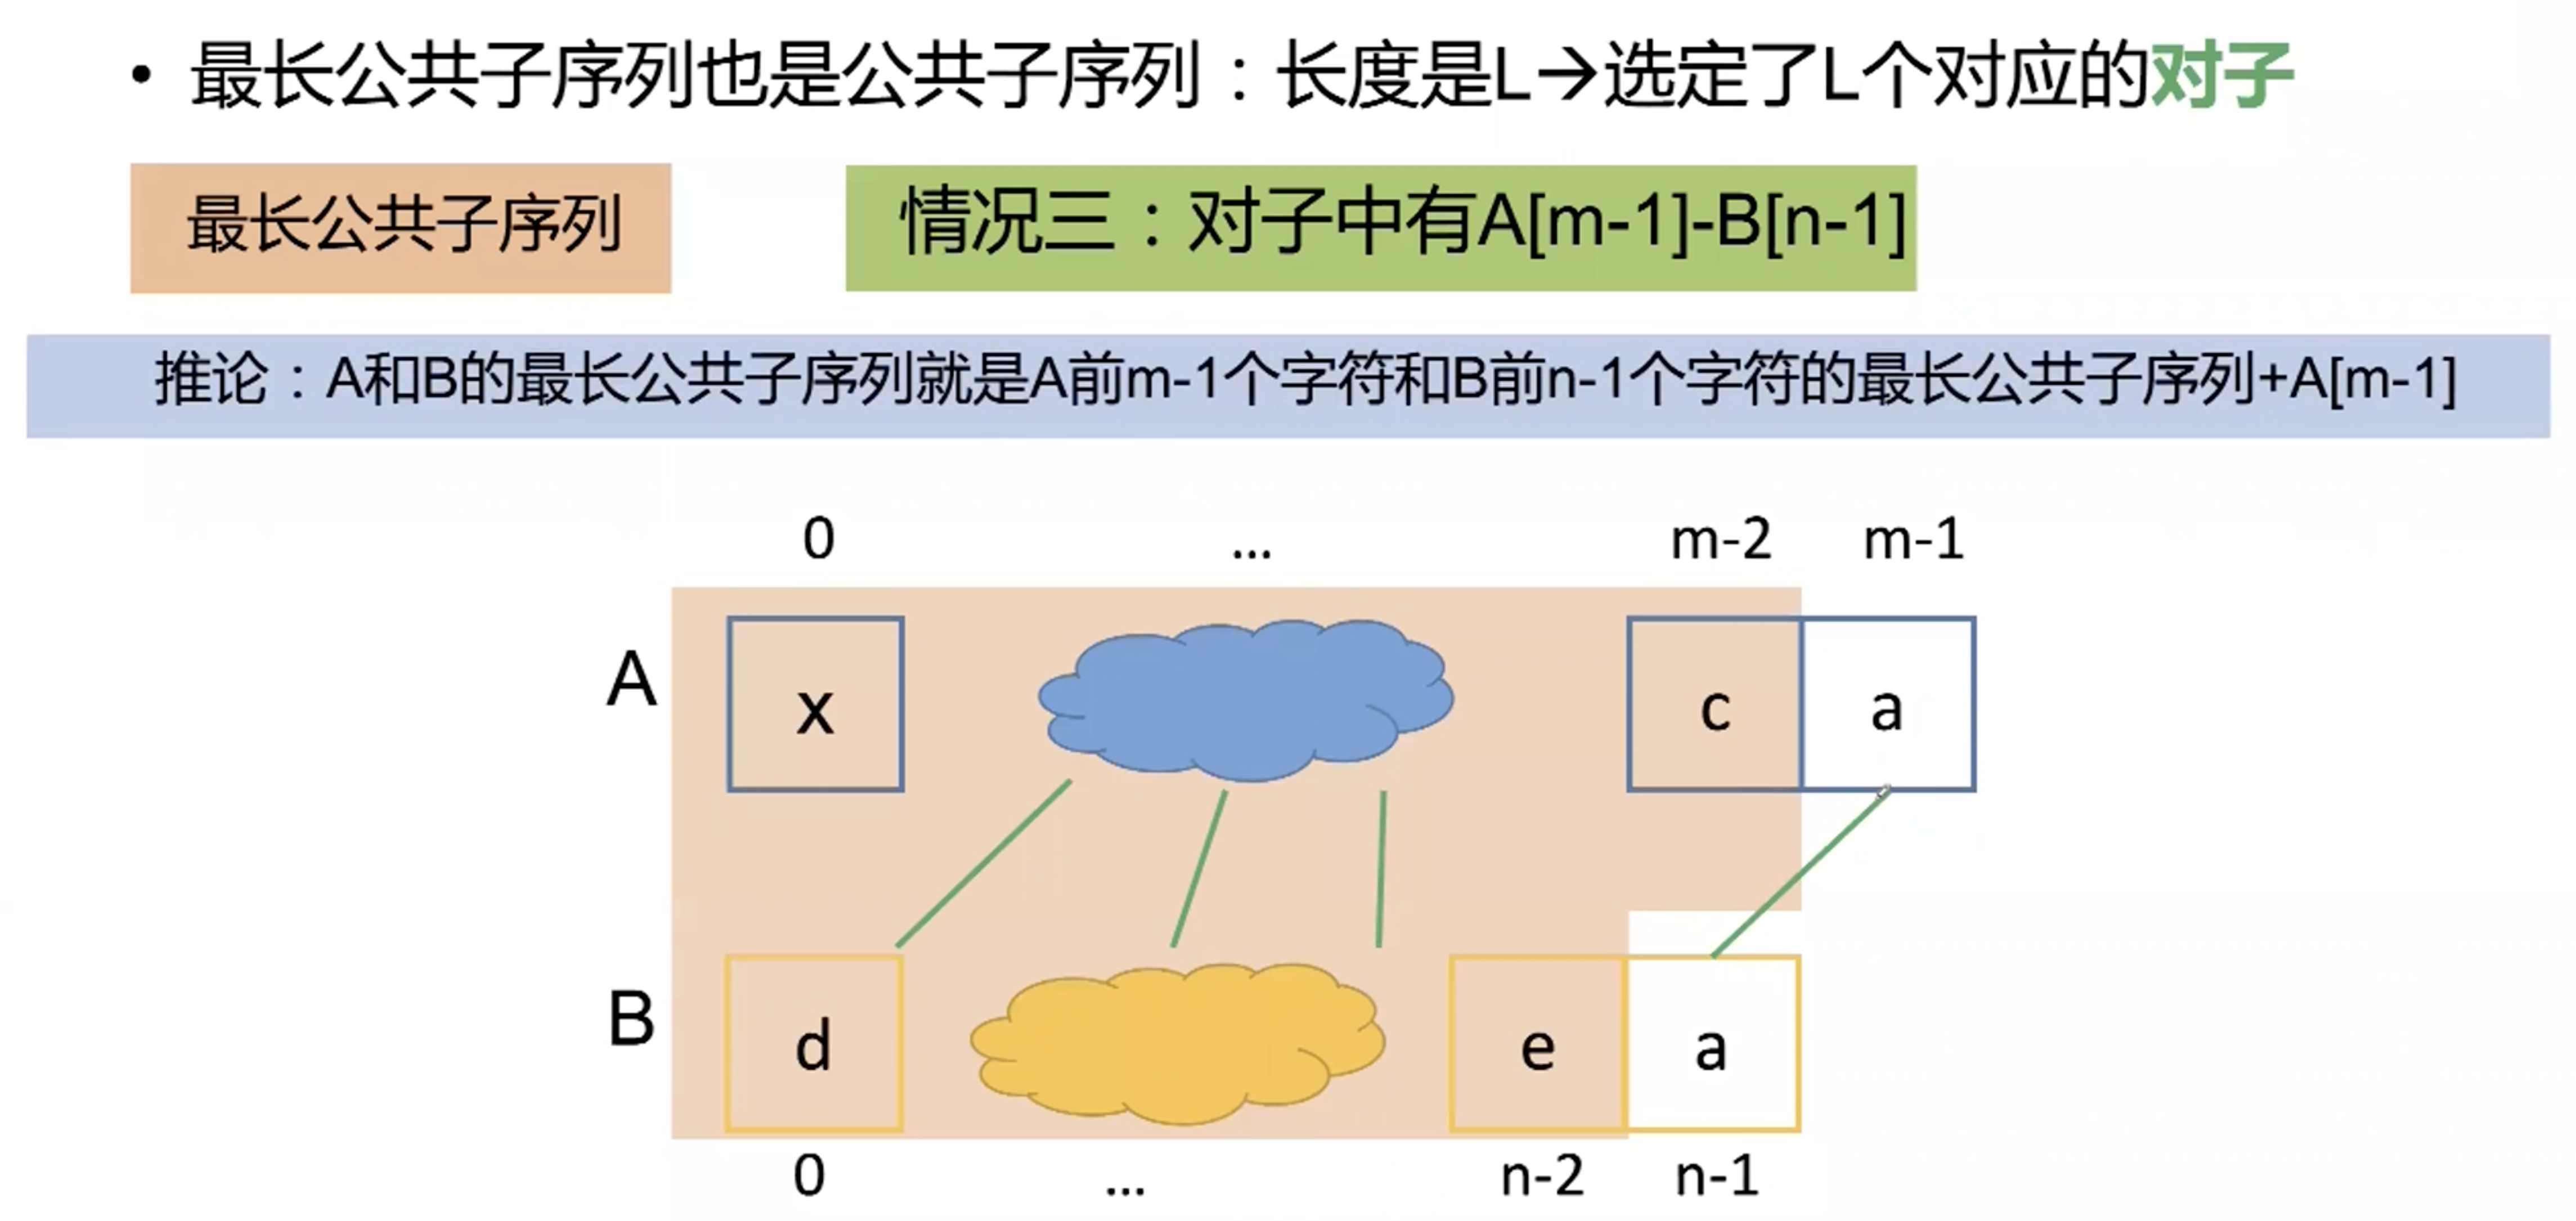 • 最长公共子序列也是公共子序列：长度是L→选定了L个对应的对子
最长公共子序列
情况三：对子中有A[m-1]-B[n-1]
推论：A和B的最长公共子序列就是A前m-1个字符和B前n-1个字符的最长公共子序列+A[m-1]
0 ... m-2 m-1
A x c a
B d e a
0 ... n-2 n-1